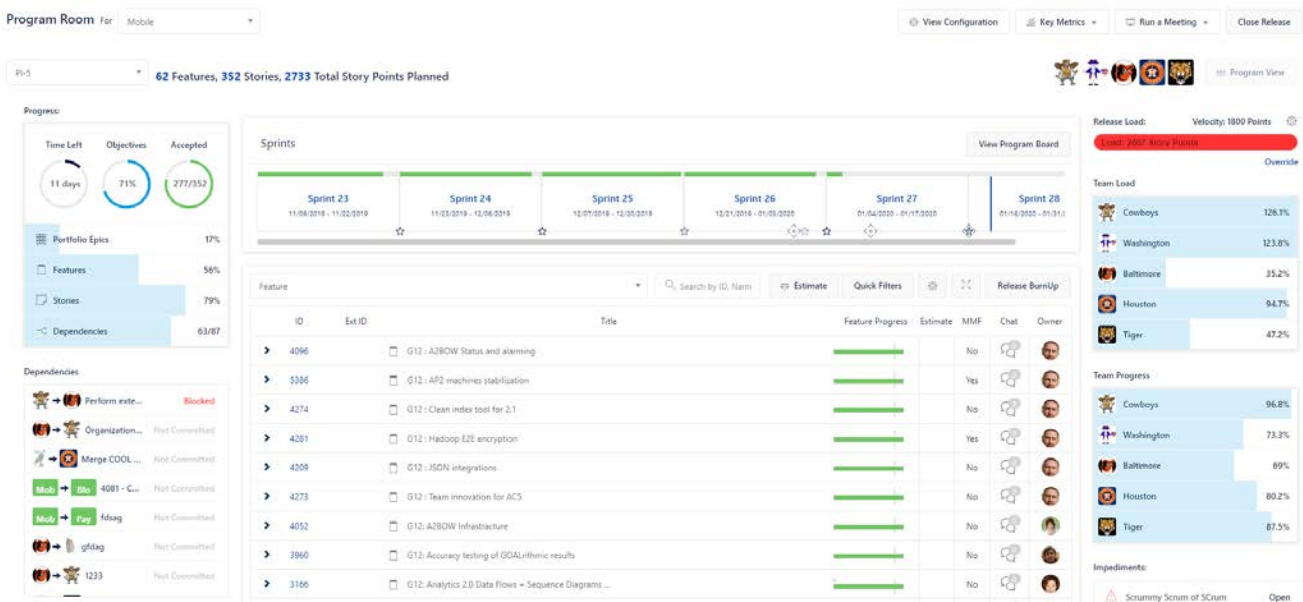 Program Room For Mobile
View Configuration
Key Metrics
Run a Meeting
Close Release
PI-5
62 Features, 352 Stories, 2733 Total Story Points Planned
Program View
Progress:
Time Left Objectives Accepted
11 days 71% 277/352
Portfolio Epics 17%
Features 56%
Stories 79%
Dependencies 63/87
Dependencies
Perform exte... Blocked
Organization... Not Committed
Merge COOL ... Not Committed
Mob Blo 4081 - C... Not Committed
Mob Pay fdsag Not Committed
gfdag Not Committed
1233 Not Committed
Sprints
View Program Board
Sprint 23 Sprint 24 Sprint 25 Sprint 26 Sprint 27 Sprint 28
11/08/2019 - 11/22/2019 11/23/2019 - 12/06/2019 12/07/2019 - 12/20/2019 12/21/2019 - 01/03/2020 01/04/2020 - 01/17/2020
Feature
Search by ID, Nam
Estimate
Quick Filters
Release BurnUp
ID Ext ID Title Feature Progress Estimate MMF Chat Owner
4096 G12 : A2BOW Status and alarming No
5386 G12 : AP2 machines stabilization Yes
4274 G12 : Clean index tool for 2.1 No
4281 G12 : Hadoop E2E encryption Yes
4209 G12 : JSON integrations No
4273 G12 : Team innovation for AC5 No
4052 G12: A2BOW Infrastracture No
3960 G12: Accuracy testing of GOALrithmic results No
3166 G12: Analytics 2.0 Data Flows + Sequence Diagrams ... No
Release Load: Velocity: 1800 Points
Load: 2667 Story Points
Override
Team Load
Cowboys 126.1%
Washington 123.8%
Baltimore 35.2%
Houston 94.7%
Tiger 47.2%
Team Progress
Cowboys 96.8%
Washington 73.3%
Baltimore 69%
Houston 80.2%
Tiger 87.5%
Impediments:
Scrummy Scrum of SCrum Open